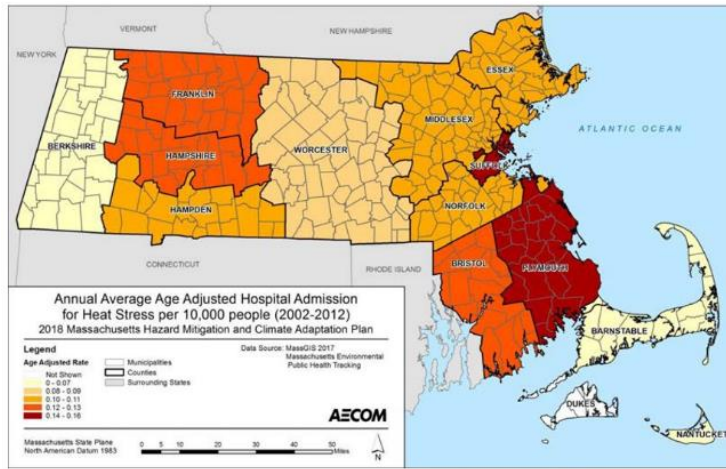 VERMONT
NEW HAMPSHIRE
NEW YORK
ESSEX
FRANKLIN
MIDDLESEX
ATLANTIC OCEAN
BERKSHIRE
HAMPSHIRE
WORCESTER
SUFFOLK
HAMPDEN
NORFOLK
CONNECTICUT
RHODE ISLAND
BRISTOL
PLYMOUTH
BARNSTABLE
DUKES
NANTUCKET
Annual Average Age Adjusted Hospital Admission
for Heat Stress per 10,000 people (2002-2012)
2018 Massachusetts Hazard Mitigation and Climate Adaptation Plan
Legend
Age Adjusted Rate
Not Shown
0 - 0.07
0.08 - 0.09
0.10 - 0.11
0.12 - 0.13
0.14 - 0.16
Municipalities
Counties
Surrounding States
Data Source: MassGIS 2017
Massachusetts Environmental
Public Health Tracking
AECOM
Massachusetts State Plane
North American Datum 1983
0 5 10 20 30 40 50
Miles
N